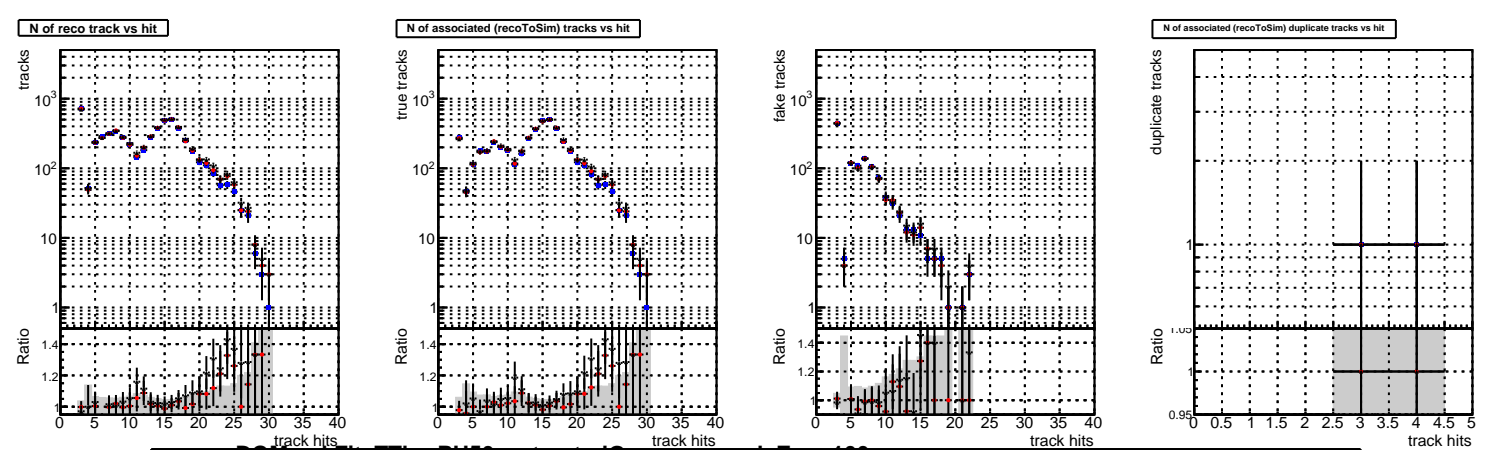 N of reco track vs hit
N of associated (recoToSim) tracks vs hit
N of associated (recoToSim) duplicate tracks vs hit
tracks
10³
10²
10
1
Ratio
1.4
1.2
1
0 5 10 15 20 25 30 35 40
track hits
true tracks
10³
10²
10
1
Ratio
1.4
1.2
1
0 5 10 15 20 25 30 35 40
track hits
fake tracks
10³
10²
10
1
Ratio
1.4
1.2
1
0 5 10 15 20 25 30 35 40
track hits
duplicate tracks
1
Ratio
1.05
1
0.95
0 0.5 1 1.5 2 2.5 3 3.5 4 4.5 5
track hits